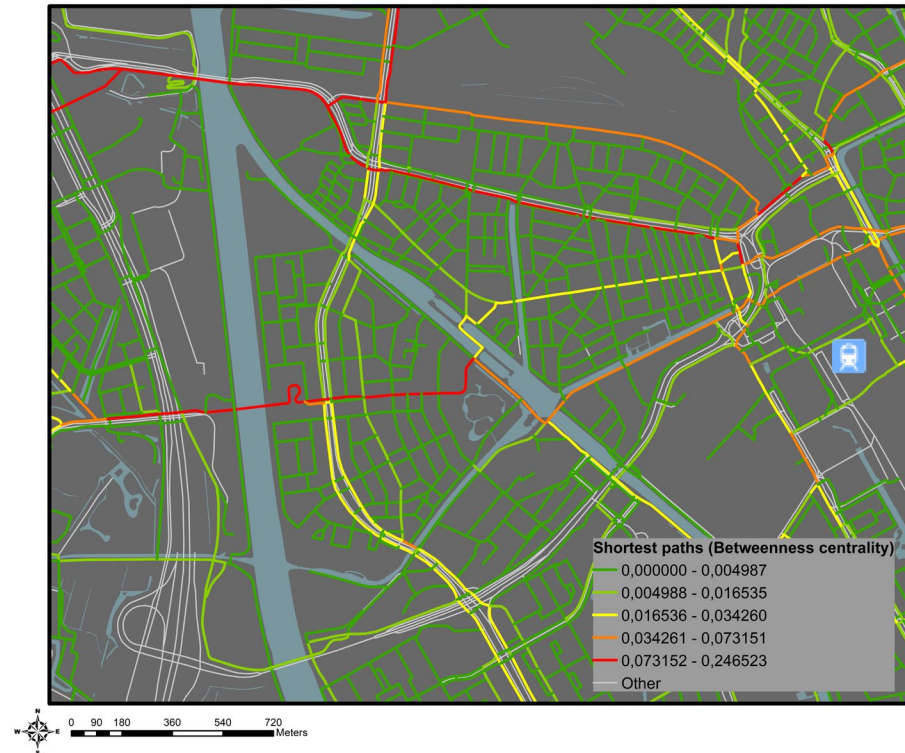 Shortest paths (Betweenness centrality)
0,000000 - 0,004987
0,004988 - 0,016535
0,016536 - 0,034260
0,034261 - 0,073151
0,073152 - 0,246523
Other
N
W E
S
0 90 180 360 540 720
Meters